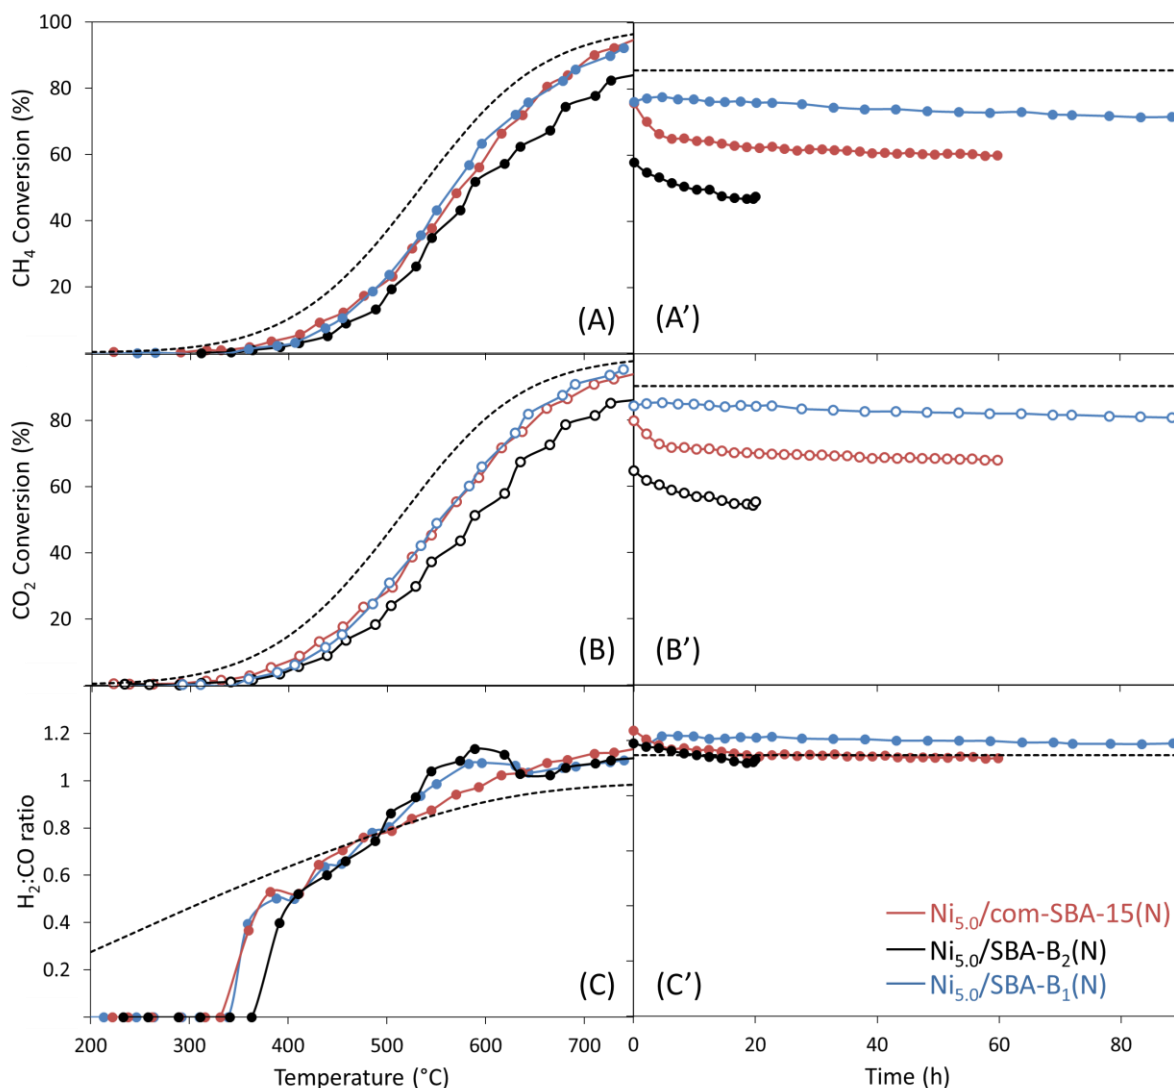 CH₄ Conversion (%)
100
80
60
40
20
(A)
(A’)
CO₂ Conversion (%)
80
60
40
20
(B)
(B’)
H₂:CO ratio
1.2
1
0.8
0.6
0.4
0.2
(C)
(C’)
Ni₅.₀/com-SBA-15(N)
Ni₅.₀/SBA-B₂(N)
Ni₅.₀/SBA-B₁(N)
200 300 400 500 600 700
0 20 40 60 80
Temperature (°C)
Time (h)